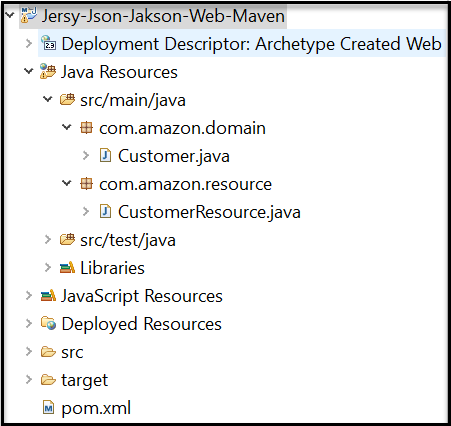 Jersy-Json-Jakson-Web-Maven
Deployment Descriptor: Archetype Created Web
Java Resources
src/main/java
com.amazon.domain
Customer.java
com.amazon.resource
CustomerResource.java
src/test/java
Libraries
JavaScript Resources
Deployed Resources
src
target
pom.xml